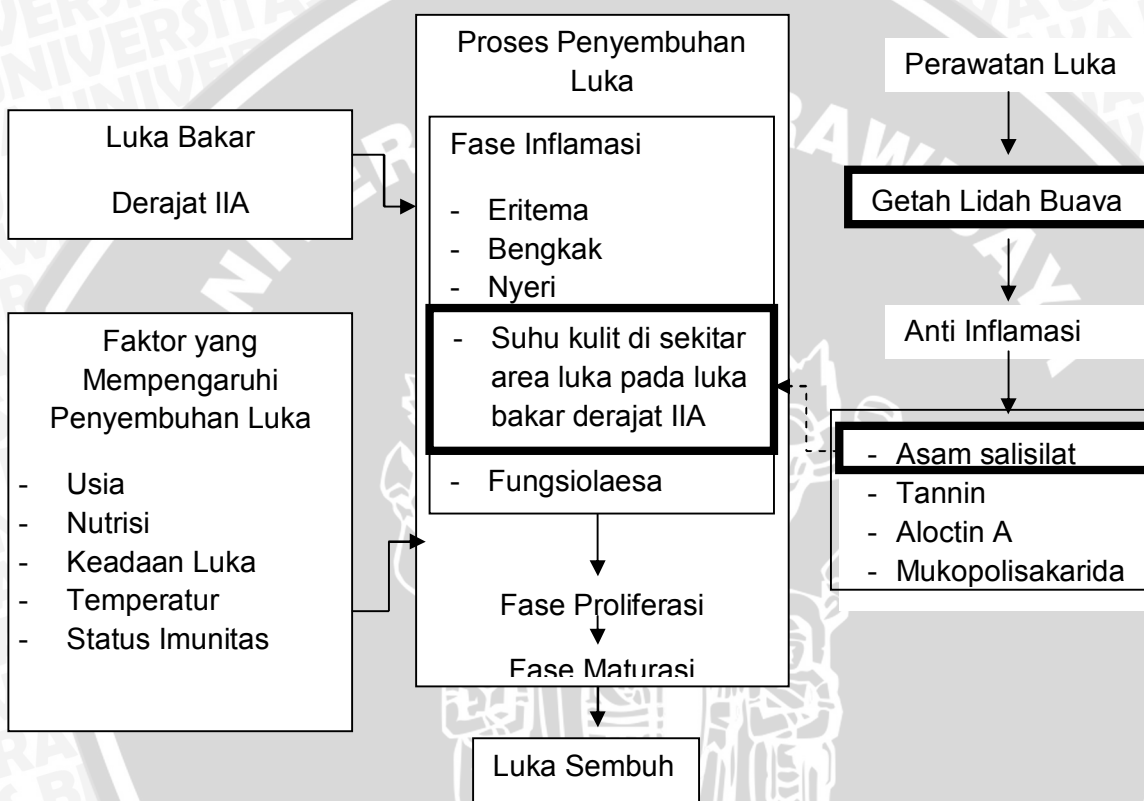 Luka Bakar
Derajat IIA
Faktor yang
Mempengaruhi
Penyembuhan Luka
- Usia
- Nutrisi
- Keadaan Luka
- Temperatur
- Status Imunitas
Proses Penyembuhan
Luka
Fase Inflamasi
- Eritema
- Bengkak
- Nyeri
- Suhu kulit di sekitar
area luka pada luka
bakar derajat IIA
- Fungsiolaesa
Fase Proliferasi
Fase Maturasi
Luka Sembuh
Perawatan Luka
Getah Lidah Buaya
Anti Inflamasi
- Asam salisilat
- Tannin
- Aloctin A
- Mukopolisakarida